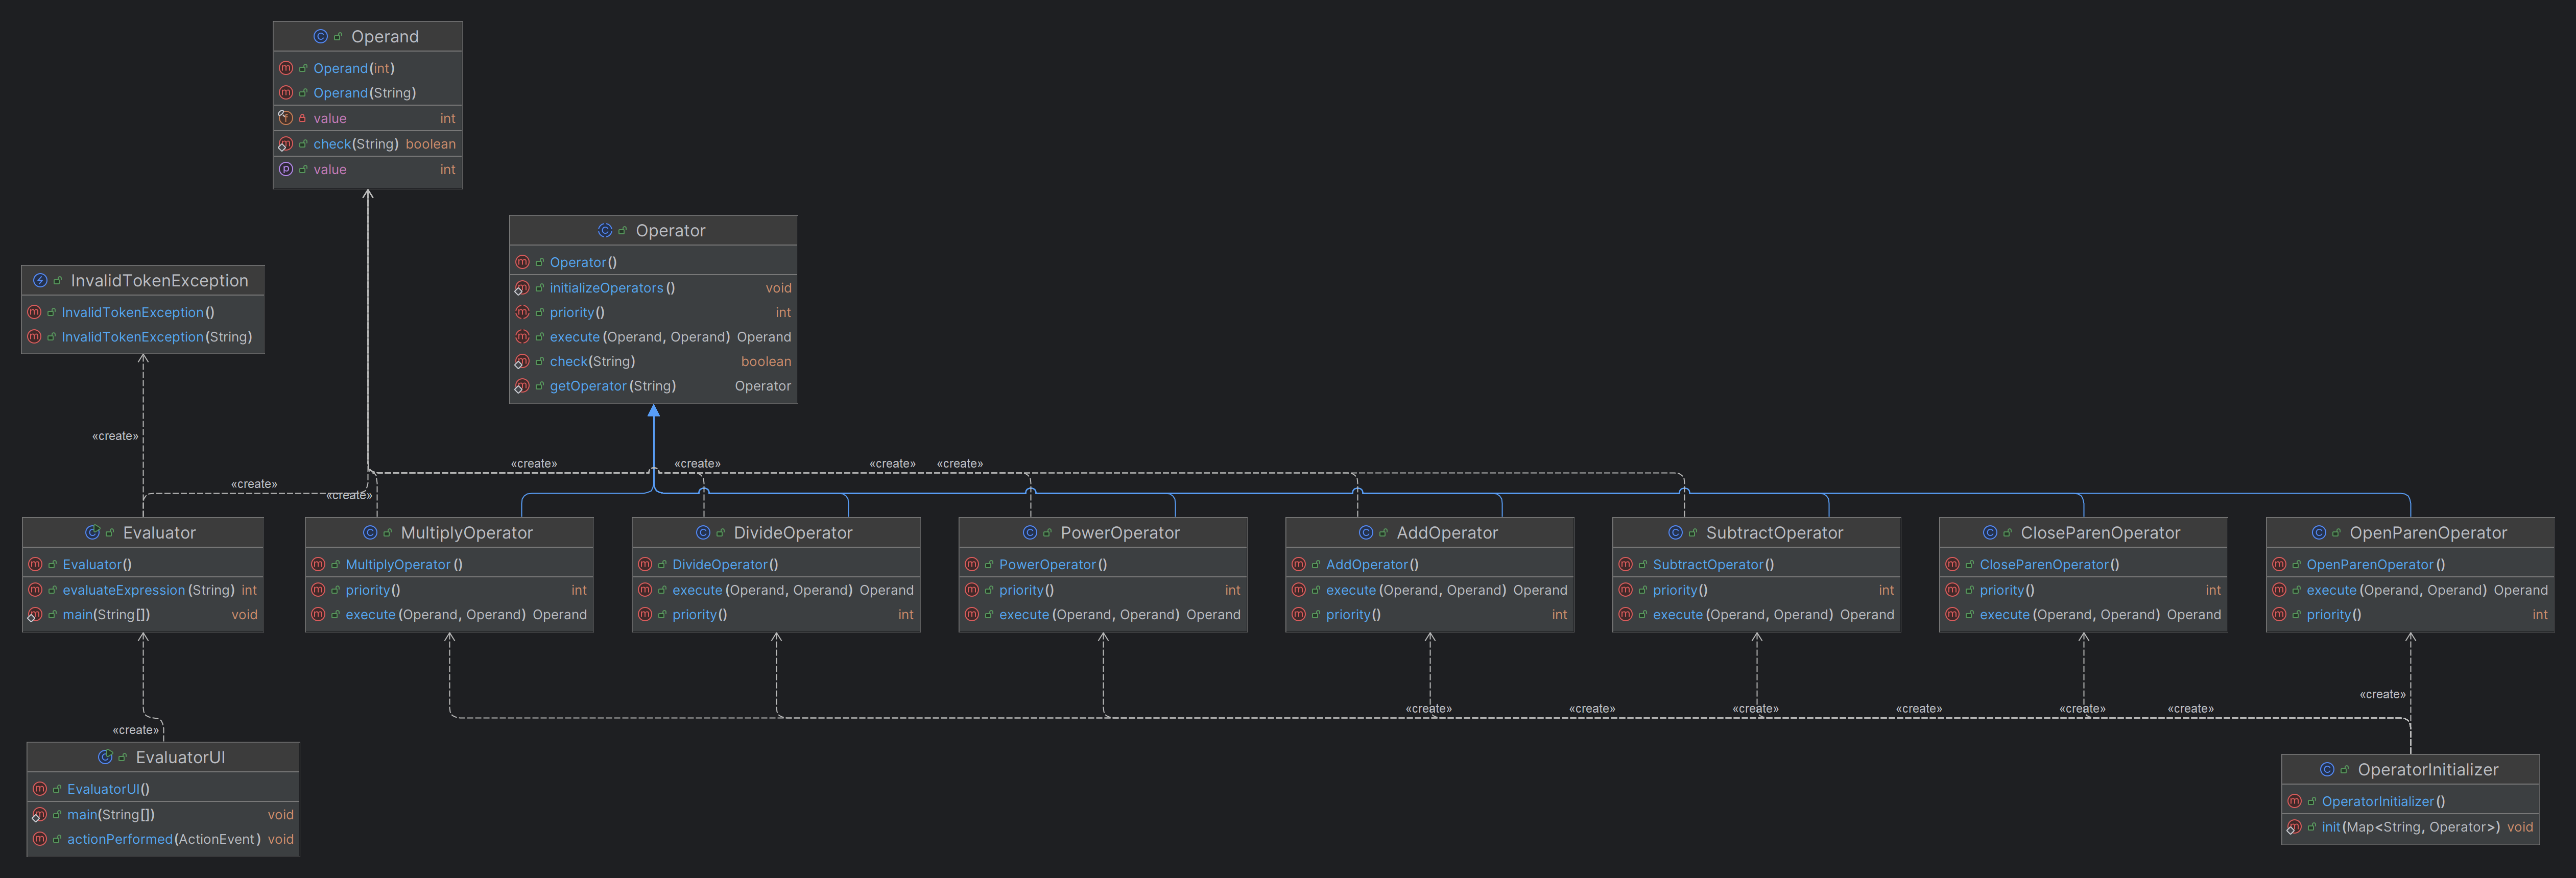 Operand
Operand(int)
Operand(String)
value int
check(String) boolean
value int
Operator
Operator()
initializeOperators() void
priority() int
execute(Operand, Operand) Operand
check(String) boolean
getOperator(String) Operator
InvalidTokenException
InvalidTokenException()
InvalidTokenException(String)
«create»
«create»
«create»
«create»
«create»
«create»
«create»
Evaluator
Evaluator()
evaluateExpression(String) int
main(String[]) void
MultiplyOperator
MultiplyOperator()
priority() int
execute(Operand, Operand) Operand
DivideOperator
DivideOperator()
execute(Operand, Operand) Operand
priority() int
PowerOperator
PowerOperator()
priority() int
execute(Operand, Operand) Operand
AddOperator
AddOperator()
execute(Operand, Operand) Operand
priority() int
SubtractOperator
SubtractOperator()
priority() int
execute(Operand, Operand) Operand
CloseParenOperator
CloseParenOperator()
priority() int
execute(Operand, Operand) Operand
OpenParenOperator
OpenParenOperator()
execute(Operand, Operand) Operand
priority() int
«create»
«create»
«create»
«create»
«create»
«create»
«create»
«create»
EvaluatorUI
EvaluatorUI()
main(String[]) void
actionPerformed(ActionEvent) void
OperatorInitializer
OperatorInitializer()
init(Map<String, Operator>) void